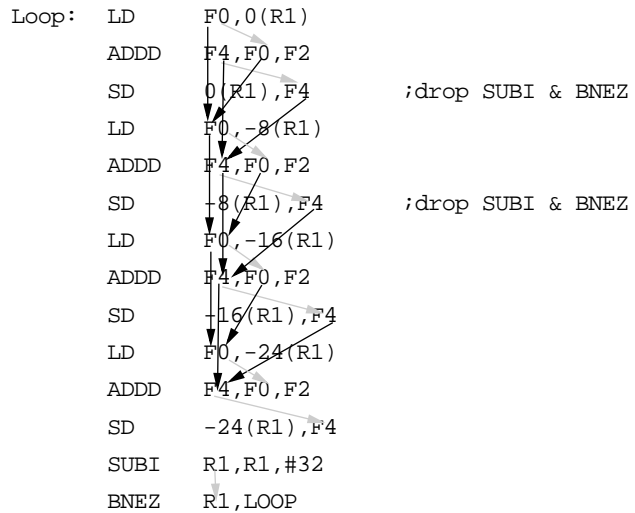 Loop: LD F0,0(R1)
ADDD F4,F0,F2
SD 0(R1),F4 ;drop SUBI & BNEZ
LD F0,-8(R1)
ADDD F4,F0,F2
SD -8(R1),F4 ;drop SUBI & BNEZ
LD F0,-16(R1)
ADDD F4,F0,F2
SD -16(R1),F4
LD F0,-24(R1)
ADDD F4,F0,F2
SD -24(R1),F4
SUBI R1,R1,#32
BNEZ R1,LOOP